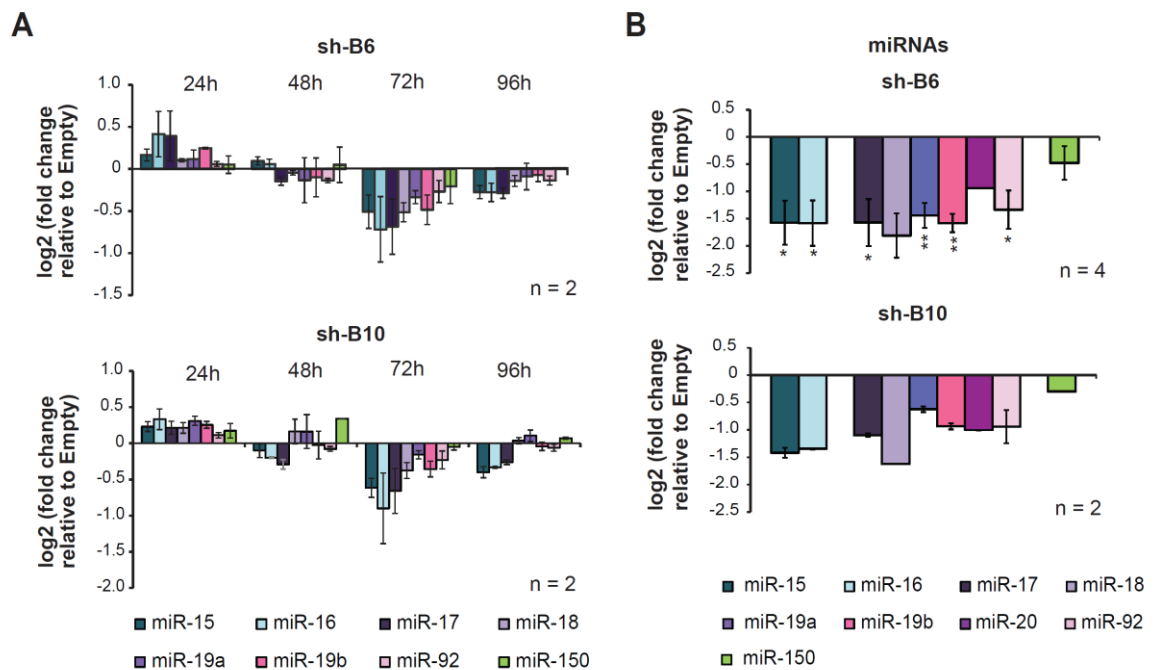 A
sh-B6
log2 (fold change
relative to Empty)
1.0
0.5
0
-0.5
-1.0
-1.5
24h
48h
72h
96h
n = 2
sh-B10
log2 (fold change
relative to Empty)
1.0
0.5
0
-0.5
-1.0
-1.5
-2.0
24h
48h
72h
96h
n = 2
miR-15 miR-16 miR-17 miR-18
miR-19a miR-19b miR-92 miR-150
B
miRNAs
sh-B6
log2 (fold change
relative to Empty)
0.5
0
-0.5
-1.0
-1.5
-2.0
-2.5
* * * ** ** *
n = 4
sh-B10
log2 (fold change
relative to Empty)
0.5
0
-0.5
-1.0
-1.5
-2.0
-2.5
n = 2
miR-15 miR-16 miR-17 miR-18
miR-19a miR-19b miR-20 miR-92
miR-150